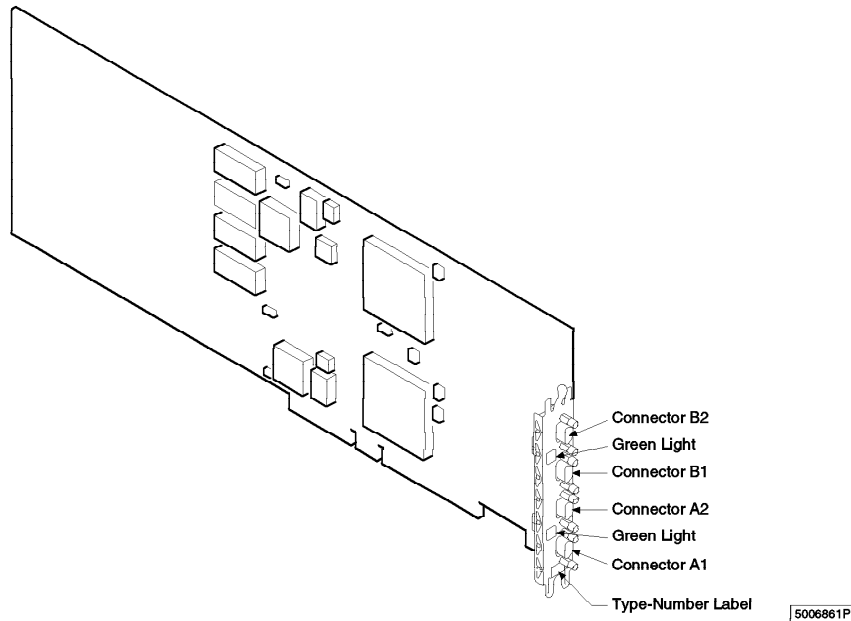 Connector B2
Green Light
Connector B1
Connector A2
Green Light
Connector A1
Type-Number Label
5006861P